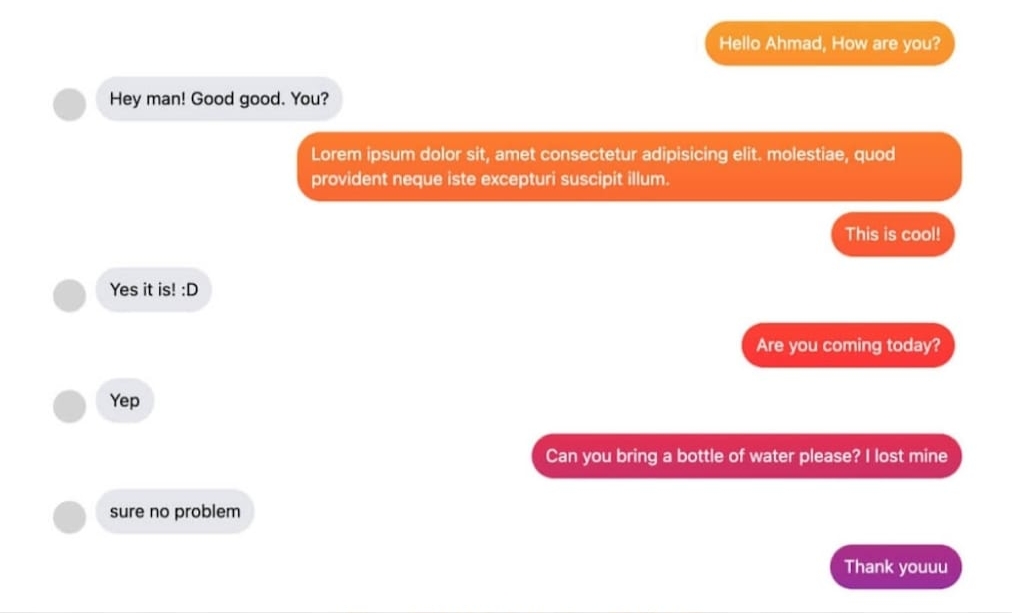 Hello Ahmad, How are you?
Hey man! Good good. You?
Lorem ipsum dolor sit, amet consectetur adipisicing elit. molestiae, quod
provident neque iste excepturi suscipit illum.
This is cool!
Yes it is! :D
Are you coming today?
Yep
Can you bring a bottle of water please? I lost mine
sure no problem
Thank youuu